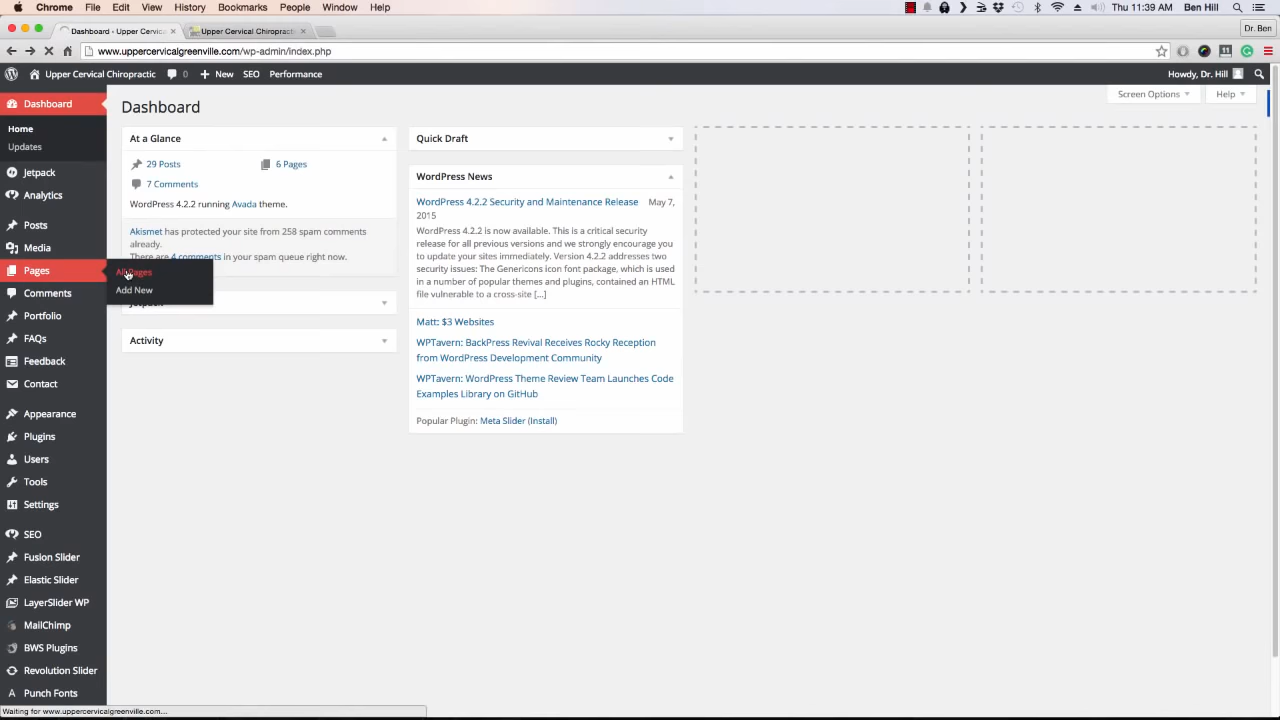 Chrome File Edit View History Bookmarks People Window Help Thu 11:39 AM Ben Hill
Dashboard ‹ Upper Cervica × Upper Cervical Chiropractic × Dr. Ben
www.uppercervicalgreenville.com/wp-admin/index.php
Upper Cervical Chiropractic 0 New SEO Performance Howdy, Dr. Hill
Screen Options Help
Dashboard
Home
Updates
Jetpack
Analytics
Posts
Media
Pages
All Pages
Add New
Comments
Portfolio
FAQs
Feedback
Contact
Appearance
Plugins
Users
Tools
Settings
SEO
Fusion Slider
Elastic Slider
LayerSlider WP
MailChimp
BWS Plugins
Revolution Slider
A Punch Fonts
Dashboard
At a Glance
29 Posts 6 Pages
7 Comments
WordPress 4.2.2 running Avada theme.
Akismet has protected your site from 258 spam comments
already.
There are 4 comments in your spam queue right now.
Activity
Quick Draft
WordPress News
WordPress 4.2.2 Security and Maintenance Release May 7,
2015
WordPress 4.2.2 is now available. This is a critical security
release for all previous versions and we strongly encourage you
to update your sites immediately. Version 4.2.2 addresses two
security issues: The Genericons icon font package, which is used
in a number of popular themes and plugins, contained an HTML
file vulnerable to a cross-site […]
Matt: $3 Websites
WPTavern: BackPress Revival Receives Rocky Reception
from WordPress Development Community
WPTavern: WordPress Theme Review Team Launches Code
Examples Library on GitHub
Popular Plugin: Meta Slider (Install)
Waiting for www.uppercervicalgreenville.com...